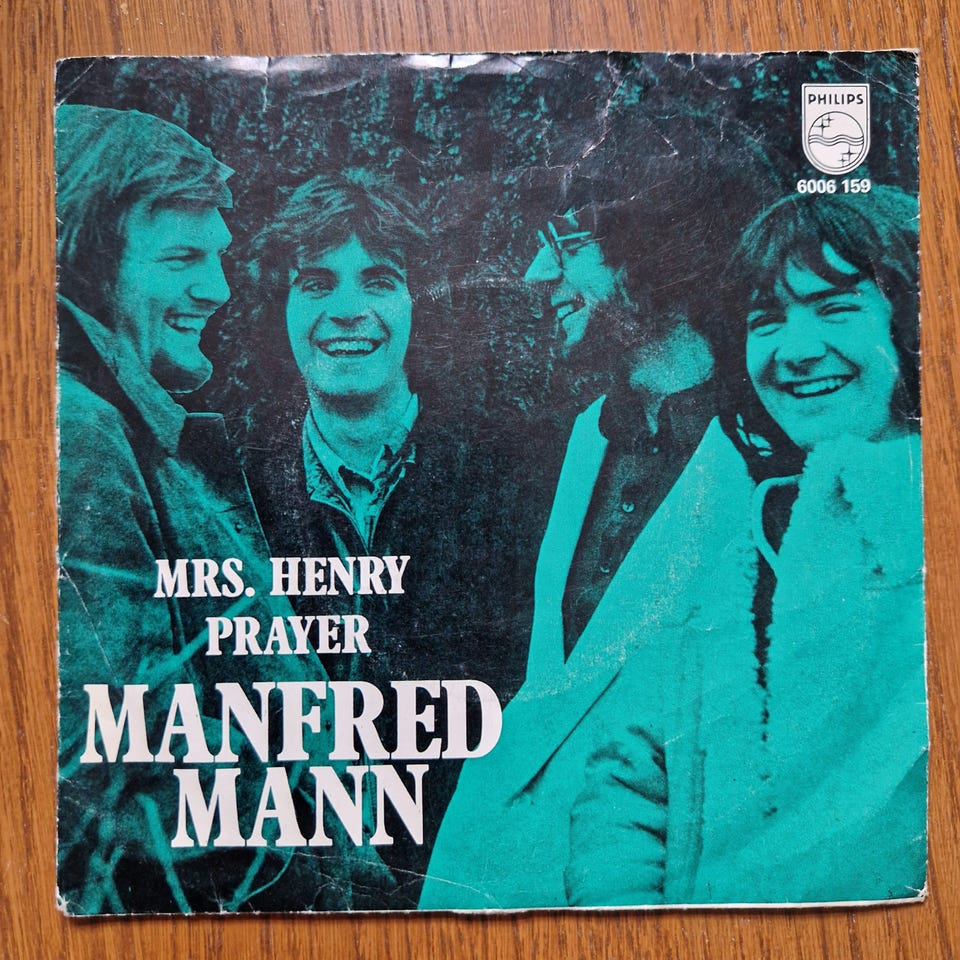 PHILIPS
6006 159
MRS. HENRY
PRAYER
MANFRED
MANN